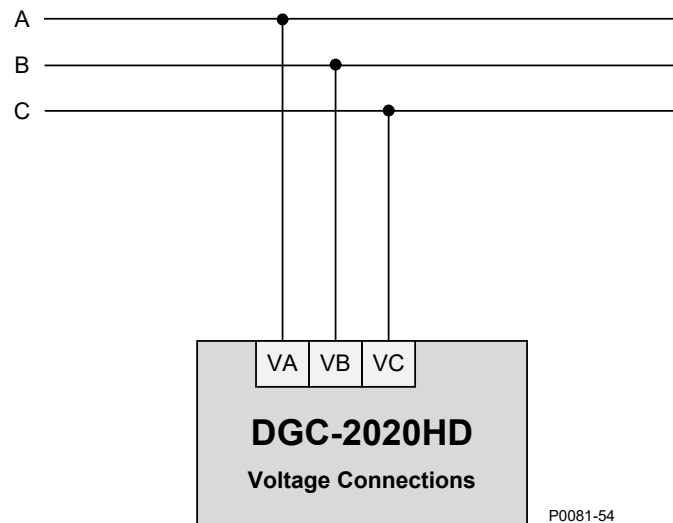 A
B
C
VA VB VC
DGC-2020HD
Voltage Connections
P0081-54